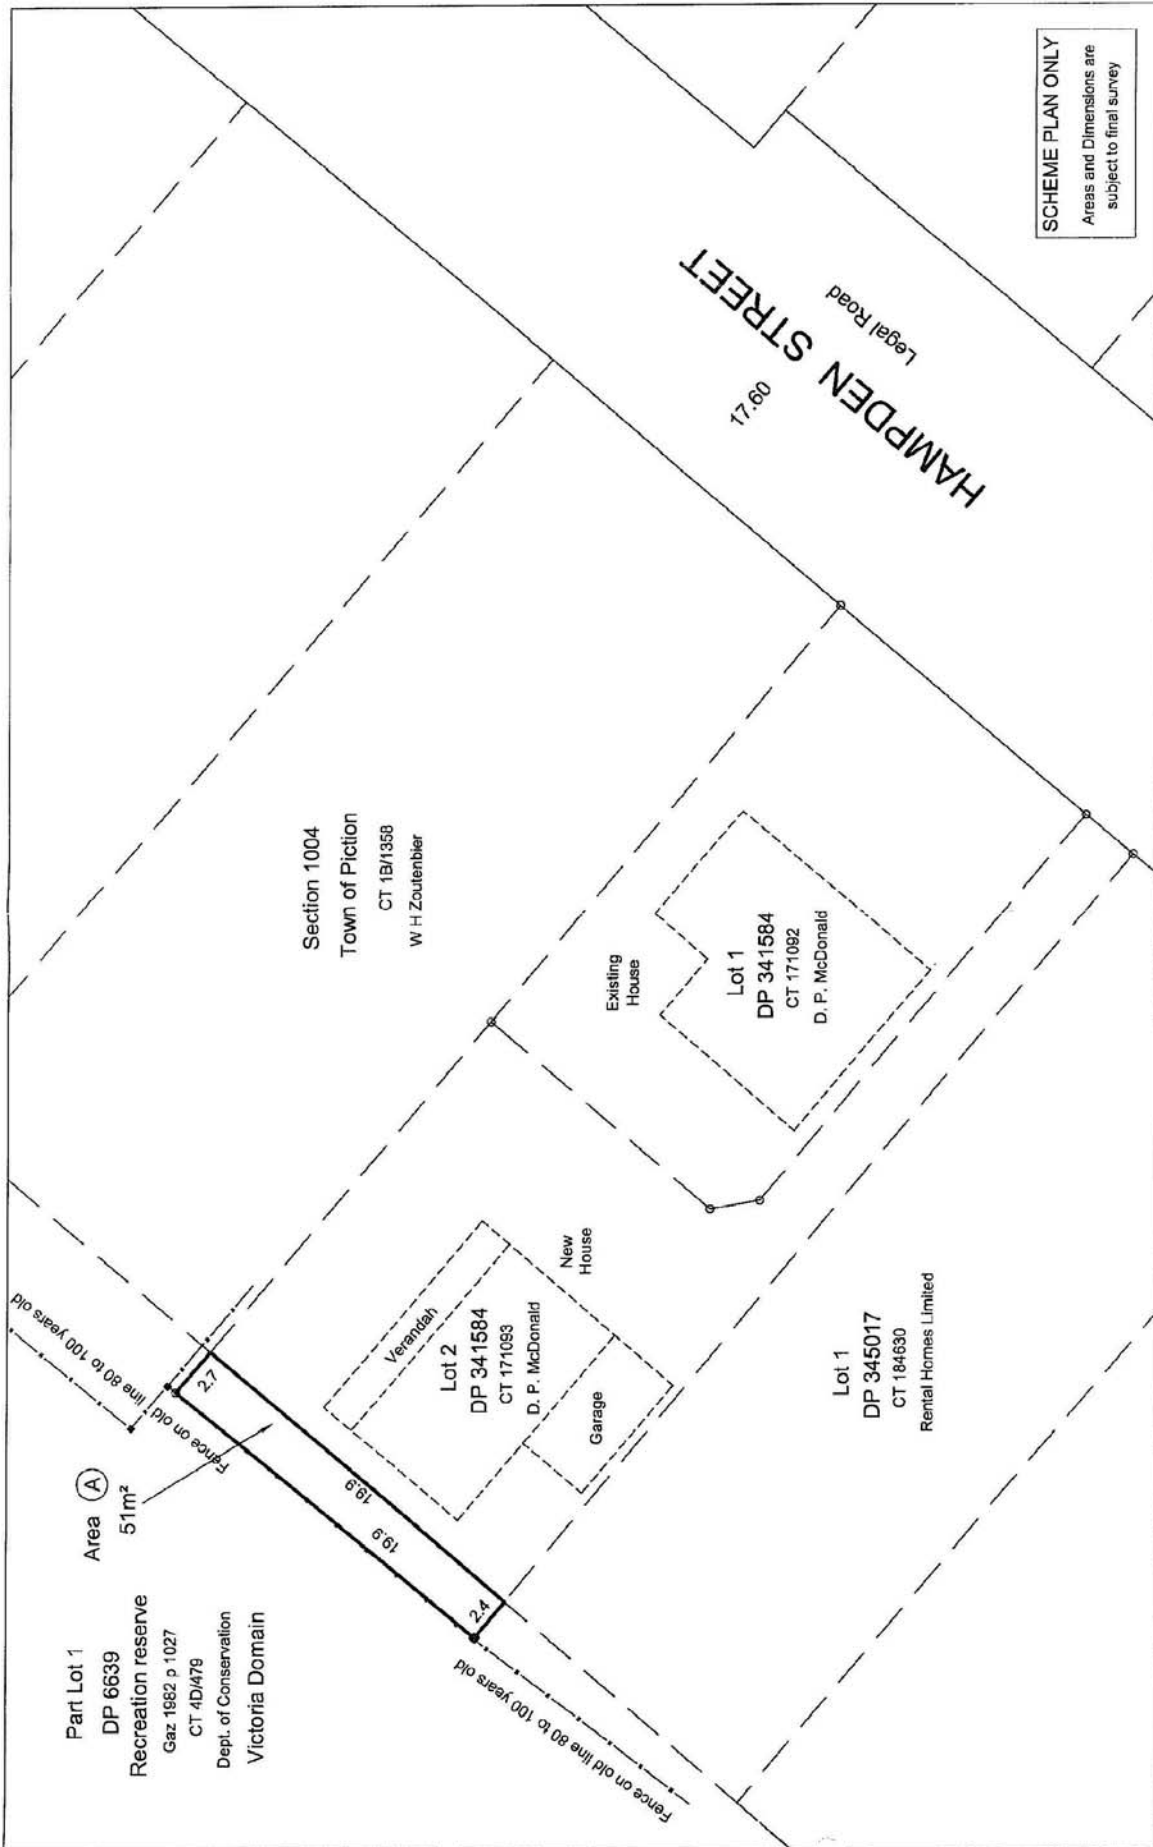 Part Lot 1
DP 6639
Recreation reserve
Gaz 1982 p 1027
CT 4D/479
Dept. of Conservation
Victoria Domain
Area A
51m²
Fence on old line 80 to 100 years old
2.7
19.9
19.9
2.4
Fence on old line 80 to 100 years old
Section 1004
Town of Piction
CT 1B/1358
W H Zoutenbier
Verandah
Lot 2
DP 341584
CT 171093
D. P. McDonald
Garage
New
House
Existing
House
Lot 1
DP 341584
CT 171092
D. P. McDonald
Lot 1
DP 345017
CT 184630
Rental Homes Limited
17.60
HAMPDEN STREET
Legal Road
SCHEME PLAN ONLY
Areas and Dimensions are
subject to final survey